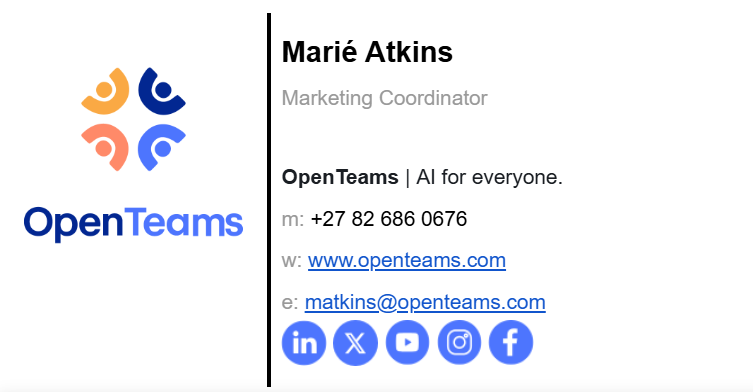 OpenTeams
Marié Atkins
Marketing Coordinator
OpenTeams | AI for everyone.
m: +27 82 686 0676
w: www.openteams.com
e: matkins@openteams.com